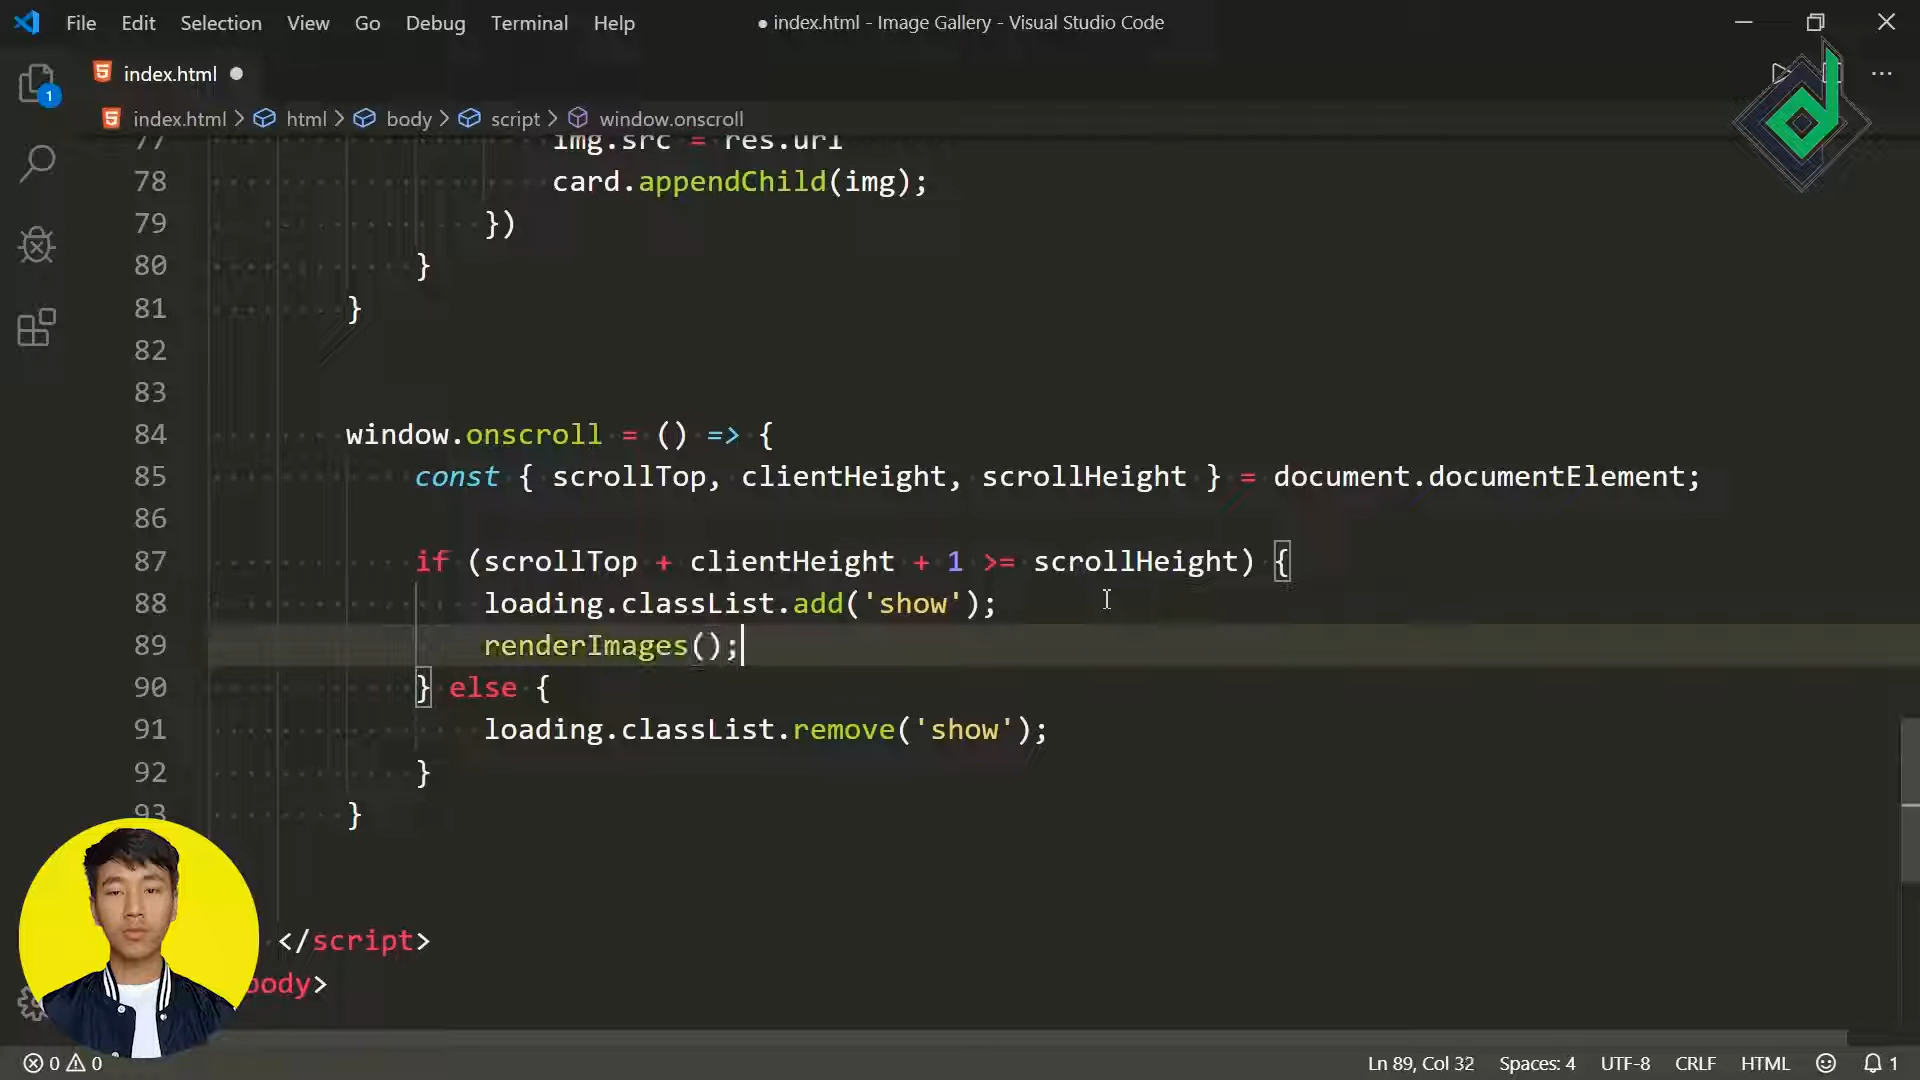 File Edit Selection View Go Debug Terminal Help ● index.html - Image Gallery - Visual Studio Code
index.html ●
1
index.html > html > body > script > window.onscroll
77 img.src = res.url
78 card.appendChild(img);
79 })
80 }
81 }
82
83
84 window.onscroll = () => {
85 const { scrollTop, clientHeight, scrollHeight } = document.documentElement;
86
87 if (scrollTop + clientHeight + 1 >= scrollHeight) {
88 loading.classList.add('show');
89 renderImages();
90 } else {
91 loading.classList.remove('show');
92 }
93 }
</script>
body>
0 0 Ln 89, Col 32 Spaces: 4 UTF-8 CRLF HTML 1